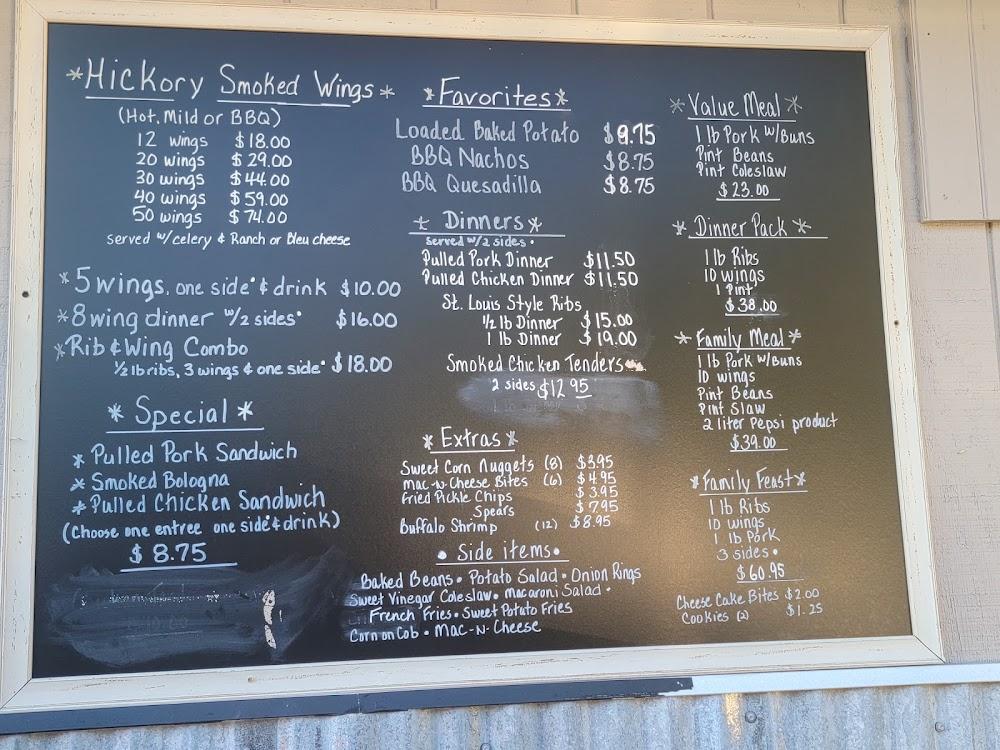 *Hickory Smoked Wings*
(Hot, Mild or BBQ)
12 wings $18.00
20 wings $29.00
30 wings $44.00
40 wings $59.00
50 wings $74.00
served w/celery & Ranch or Bleu cheese
*5 wings, one side* & drink $10.00
*8 wing dinner w/2 sides* $16.00
*Rib & Wing Combo
1/2 lb ribs, 3 wings & one side* $18.00
* Special *
* Pulled Pork Sandwich
* Smoked Bologna
* Pulled Chicken Sandwich
(Choose one entree one side* & drink)
$8.75
*Favorites*
Loaded Baked Potato $9.75
BBQ Nachos $8.75
BBQ Quesadilla $8.75
* Dinners *
served w/2 sides •
Pulled Pork Dinner $11.50
Pulled Chicken Dinner $11.50
St. Louis Style Ribs
1/2 lb Dinner $15.00
1 lb Dinner $19.00
Smoked Chicken Tenders
2 sides $12.95
* Extras *
Sweet Corn Nuggets (8) $3.95
Mac-N-Cheese Bites (6) $4.95
Fried Pickle Chips $3.95
Spears $7.95
Buffalo Shrimp (12) $8.95
• Side items •
Baked Beans • Potato Salad • Onion Rings
Sweet Vinegar Coleslaw • Macaroni Salad •
French Fries • Sweet Potato Fries
Corn on Cob • Mac-N-Cheese
* Value Meal *
1 lb Pork w/Buns
Pint Beans
Pint Coleslaw
$23.00
* Dinner Pack *
1 lb Ribs
10 wings
1 Pint
$38.00
* Family Meal *
1 lb Pork w/Buns
10 wings
Pint Beans
Pint Slaw
2 liter Pepsi product
$39.00
*Family Feast*
1 lb Ribs
10 wings
1 lb Pork
3 sides •
$60.95
Cheese Cake Bites $2.00
Cookies (2) $1.25